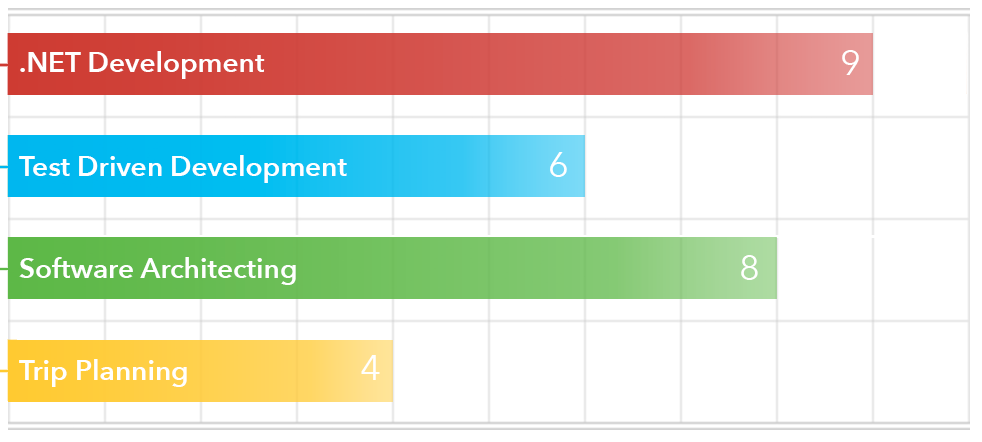 .NET Development 9
Test Driven Development 6
Software Architecting 8
Trip Planning 4